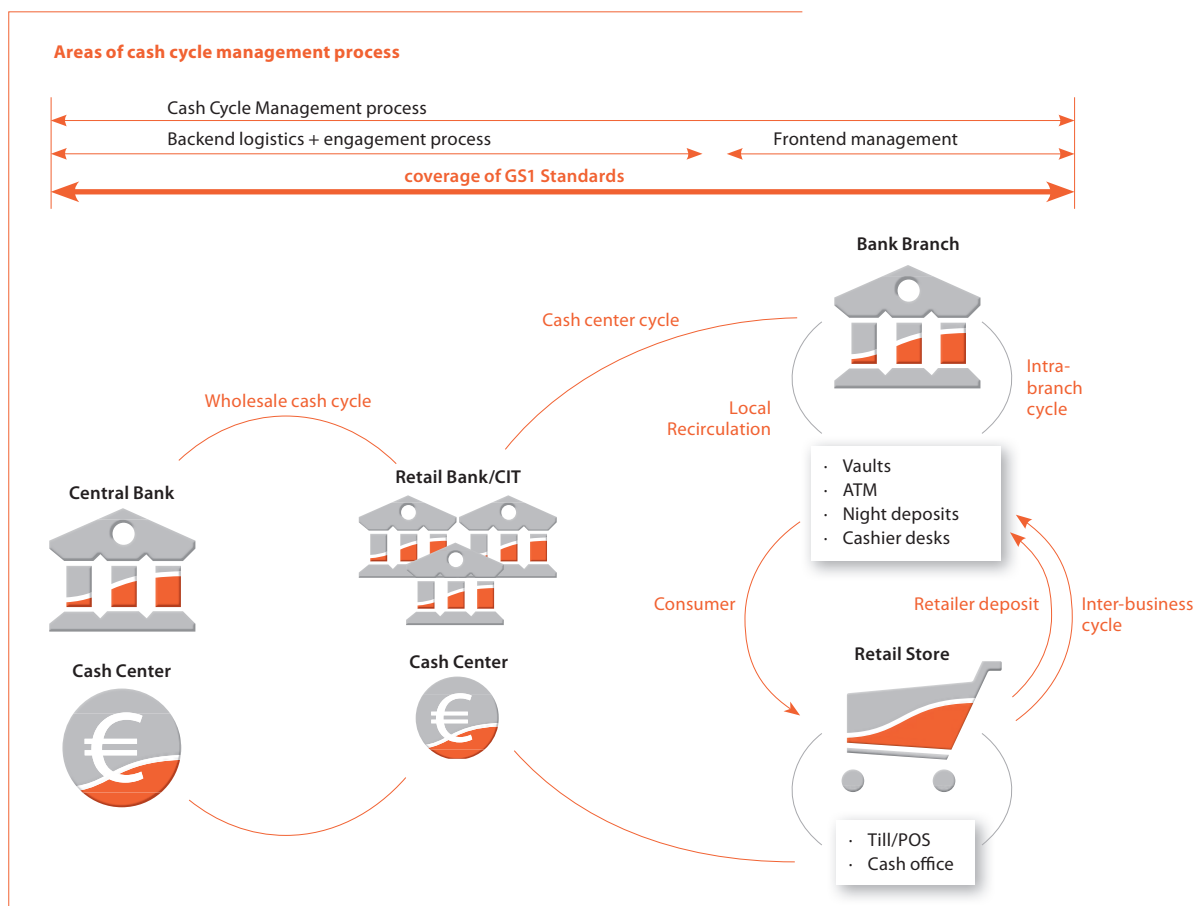 Areas of cash cycle management process
Cash Cycle Management process
Backend logistics + engagement process
Frontend management
coverage of GS1 Standards
Bank Branch
Cash center cycle
Intra-
branch
cycle
Wholesale cash cycle
Local
Recirculation
Central Bank
Retail Bank/CIT
· Vaults
· ATM
· Night deposits
· Cashier desks
Consumer
Retailer deposit
Inter-business
cycle
Cash Center
€
Cash Center
€
Retail Store
· Till/POS
· Cash office